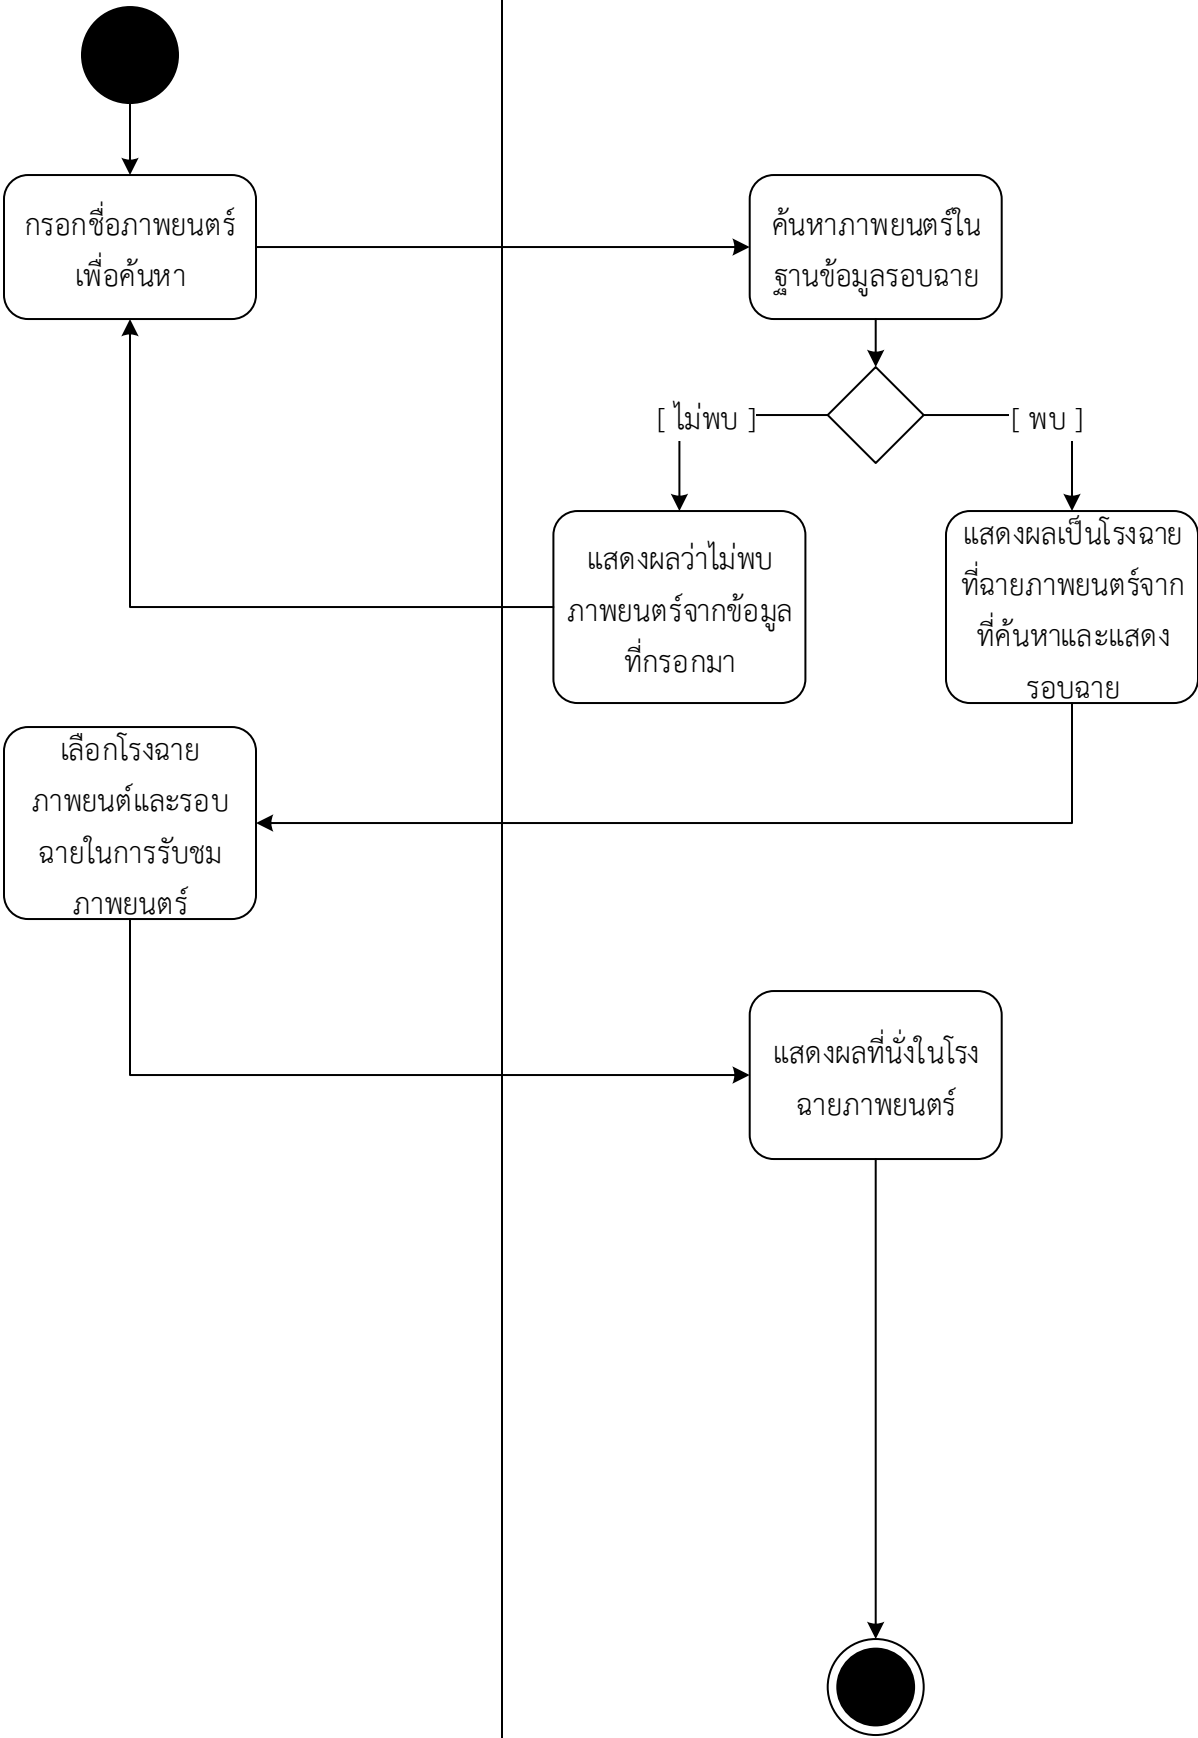 กรอกชื่อภาพยนตร์
เพื่อค้นหา
ค้นหาภาพยนตร์ใน
ฐานข้อมูลรอบฉาย
[ ไม่พบ ]
[ พบ ]
แสดงผลว่าไม่พบ
ภาพยนตร์จากข้อมูล
ที่กรอกมา
แสดงผลเป็นโรงฉาย
ที่ฉายภาพยนตร์จาก
ที่ค้นหาและแสดง
รอบฉาย
เลือกโรงฉาย
ภาพยนต์และรอบ
ฉายในการรับชม
ภาพยนตร์
แสดงผลที่นั่งในโรง
ฉายภาพยนตร์